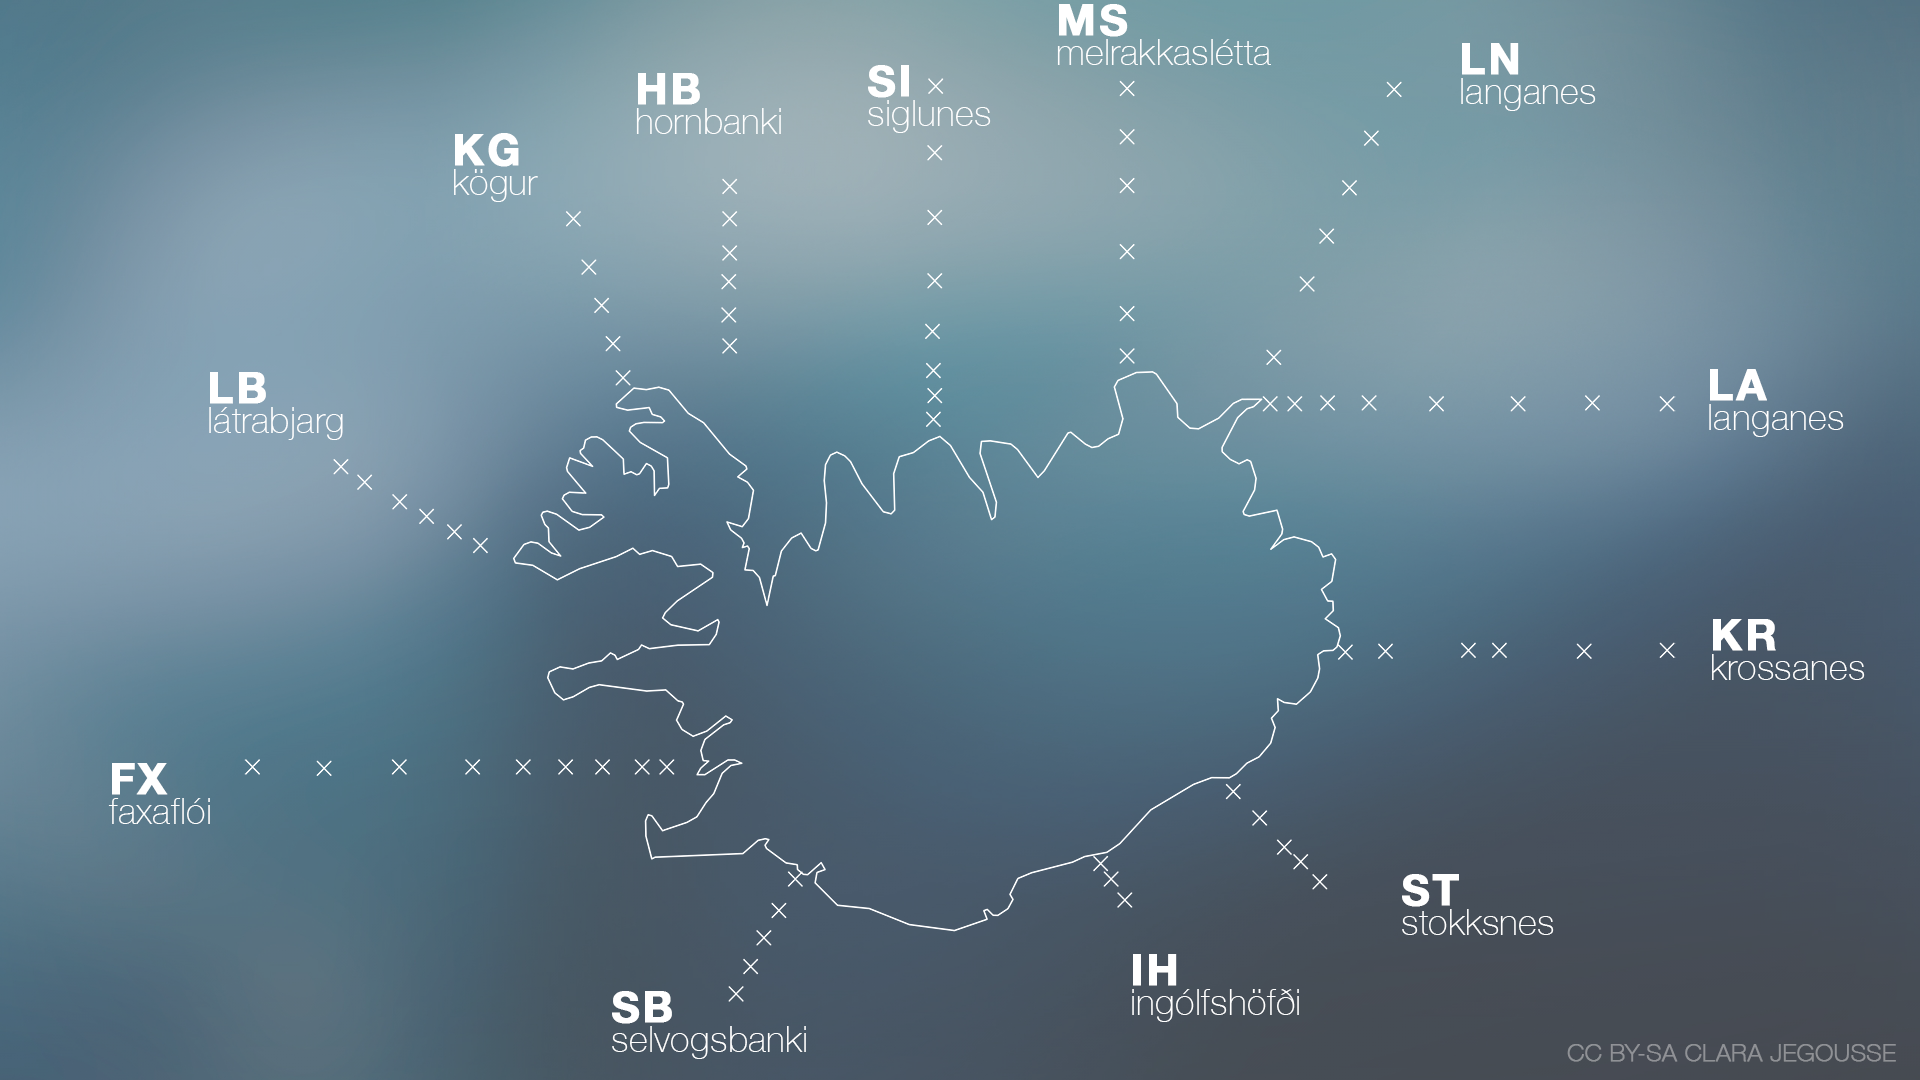 MS
melrakkaslétta
LN
langanes
SI
siglunes
HB
hornbanki
KG
kögur
LB
látrabjarg
LA
langanes
KR
krossanes
FX
faxaflói
ST
stokksnes
IH
ingólfshöfði
SB
selvogsbanki
CC BY-SA CLARA JEGOUSSE